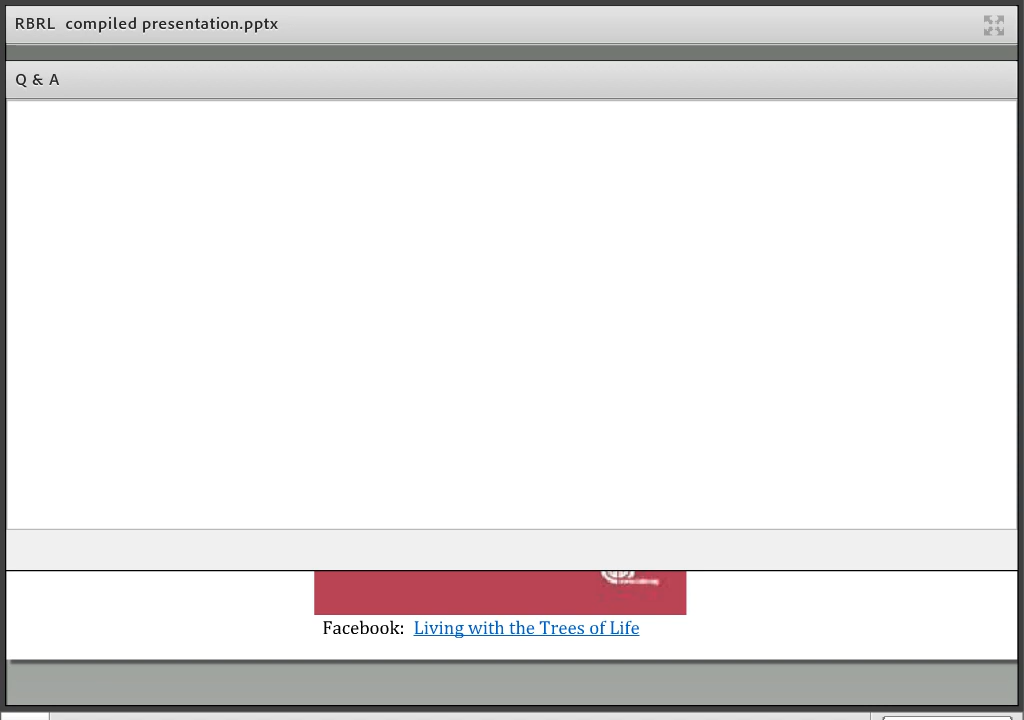 RBRL  compiled presentation.pptx
Q & A
Facebook:  Living with the Trees of Life